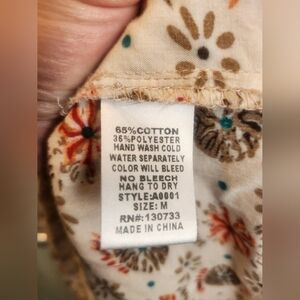 65%COTTON
36%POLYESTER
HAND WASH COLD
WATER SEPARATELY
COLOR WILL BLEED
NO BLEECH
HANG TO DRY
STYLE:A0001
SIZE: M
RN#: 130733
MADE IN CHINA